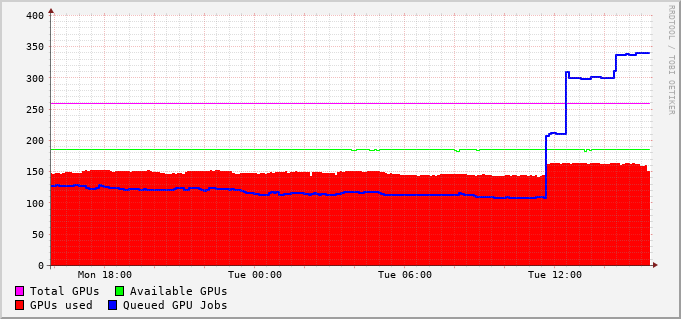 400
350
300
250
200
150
100
50
0
Mon 18:00 Tue 00:00 Tue 06:00 Tue 12:00
Total GPUs Available GPUs
GPUs used Queued GPU Jobs
RRDTOOL / TOBI OETIKER